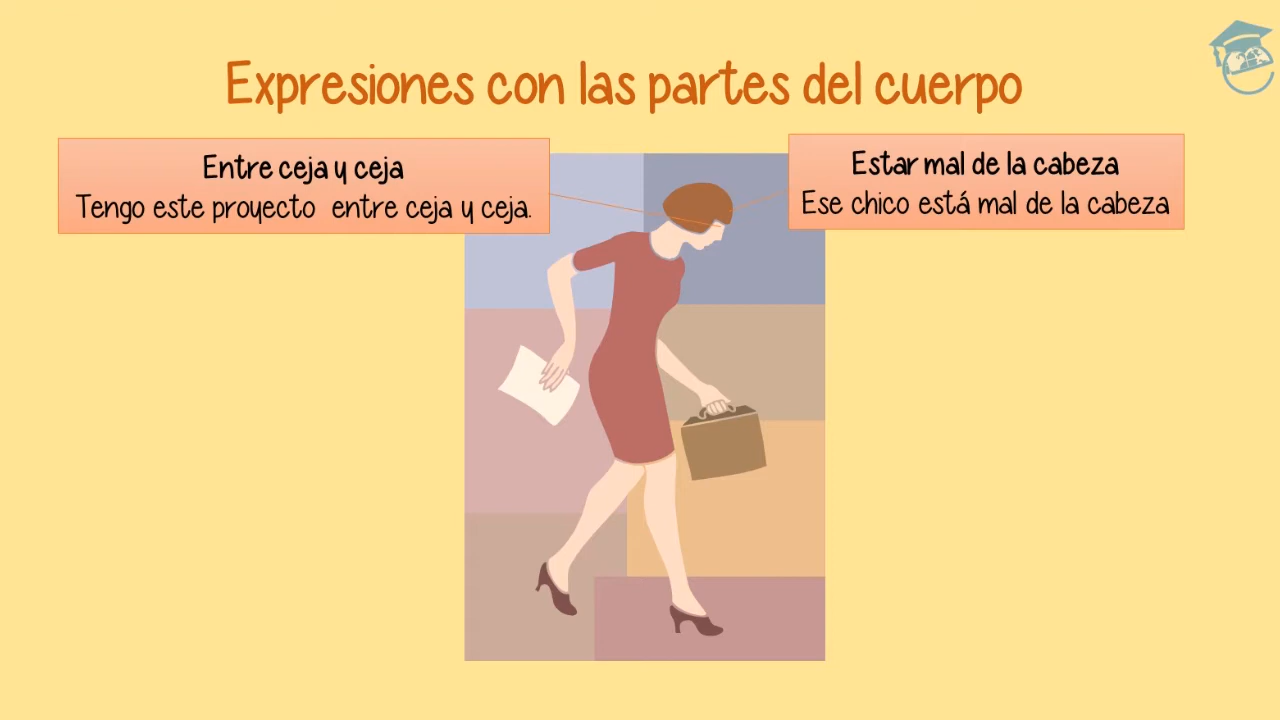 Expresiones con las partes del cuerpo
Entre ceja y ceja
Tengo este proyecto entre ceja y ceja.
Estar mal de la cabeza
Ese chico está mal de la cabeza